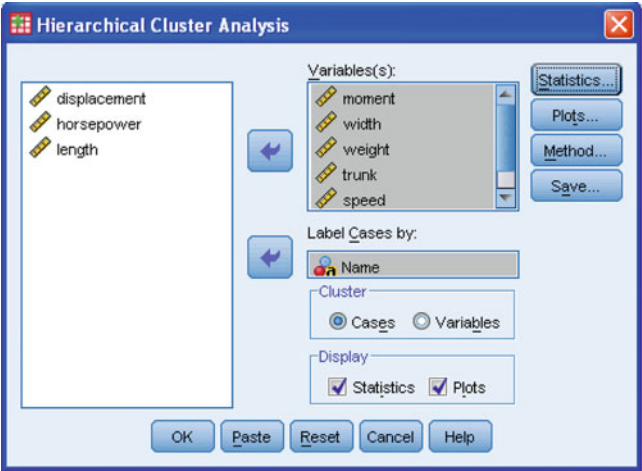 Hierarchical Cluster Analysis
displacement
horsepower
length
Variables(s):
moment
width
weight
trunk
speed
Label Cases by:
Name
Cluster
Cases
Variables
Display
Statistics
Plots
Statistics...
Plots...
Method...
Save...
OK
Paste
Reset
Cancel
Help